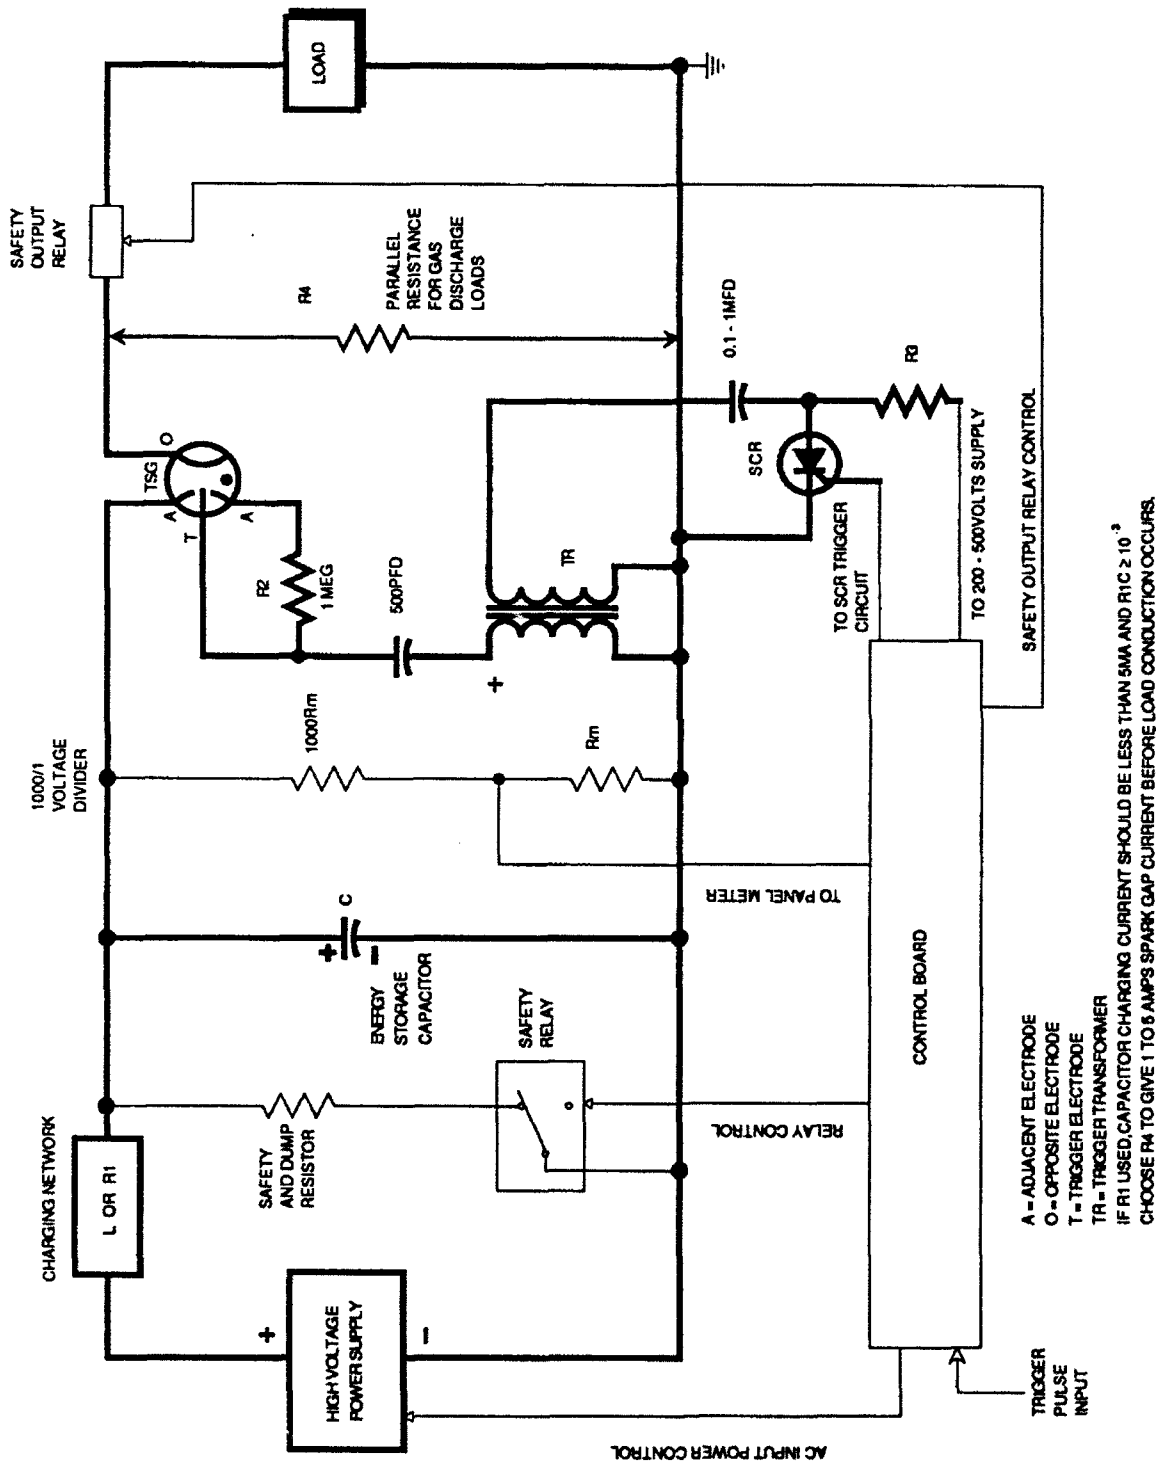 CHARGING NETWORK
L OR R1
HIGH VOLTAGE
POWER SUPPLY
+
−
SAFETY
AND DUMP
RESISTOR
SAFETY
RELAY
+
−
C
ENERGY
STORAGE
CAPACITOR
1000/1
VOLTAGE
DIVIDER
1000Rm
Rm
TSG
A
O
T
A
R2
1 MEG
500PFD
+
TR
SAFETY
OUTPUT
RELAY
R4
PARALLEL
RESISTANCE
FOR GAS
DISCHARGE
LOADS
LOAD
0.1 - 1MFD
SCR
R3
TO SCR TRIGGER
CIRCUIT
TO 200 - 500VOLTS SUPPLY
SAFETY OUTPUT RELAY CONTROL
TO PANEL METER
RELAY CONTROL
AC INPUT POWER CONTROL
CONTROL BOARD
TRIGGER
PULSE
INPUT
A = ADJACENT ELECTRODE
O = OPPOSITE ELECTRODE
T = TRIGGER ELECTRODE
TR = TRIGGER TRANSFORMER
IF R1 USED, CAPACITOR CHARGING CURRENT SHOULD BE LESS THAN 5MA AND R1C ≥ 10⁻³
CHOOSE R4 TO GIVE 1 TO 5 AMPS SPARK GAP CURRENT BEFORE LOAD CONDUCTION OCCURS.